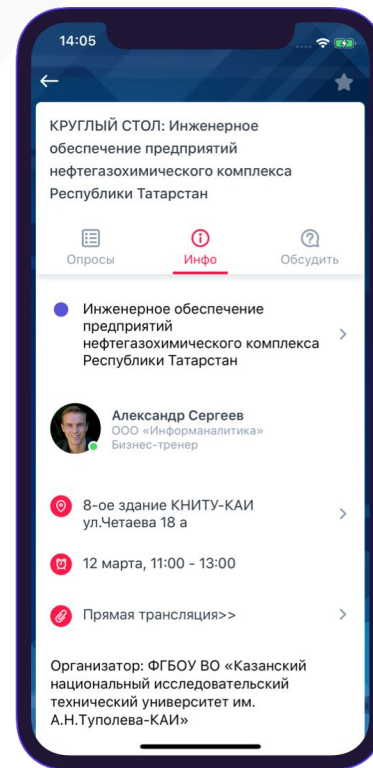 14:05
КРУГЛЫЙ СТОЛ: Инженерное
обеспечение предприятий
нефтегазохимического комплекса
Республики Татарстан
Опросы
Инфо
Обсудить
Инженерное обеспечение
предприятий
нефтегазохимического комплекса
Республики Татарстан
Александр Сергеев
ООО «Информаналитика»
Бизнес-тренер
8-ое здание КНИТУ-КАИ
ул.Четаева 18 а
12 марта, 11:00 - 13:00
Прямая трансляция>>
Организатор: ФГБОУ ВО «Казанский
национальный исследовательский
технический университет им.
А.Н.Туполева-КАИ»